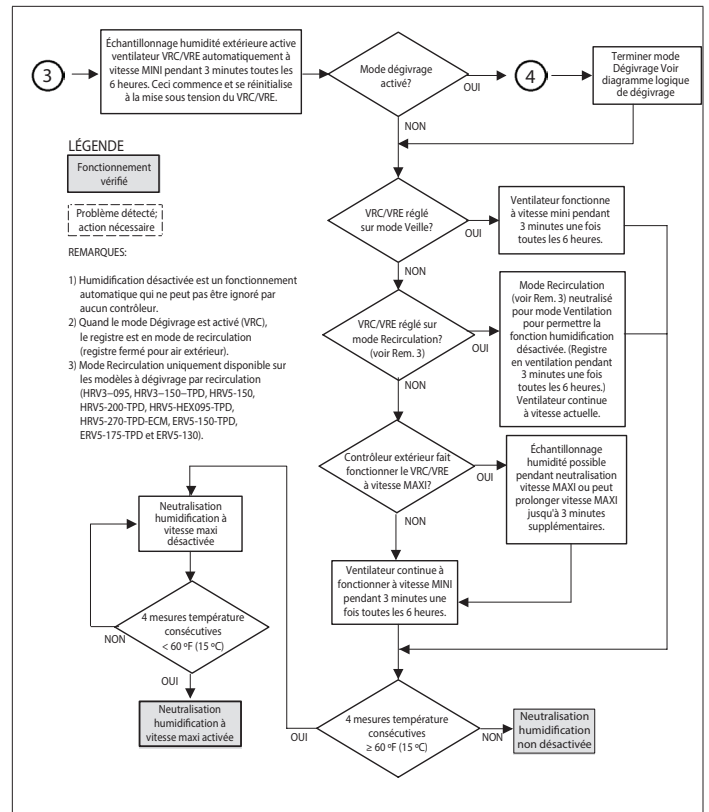 3
Échantillonnage humidité extérieure active
ventilateur VRC/VRE automatiquement à
vitesse MINI pendant 3 minutes toutes les
6 heures. Ceci commence et se réinitialise
à la mise sous tension du VRC/VRE.
Mode dégivrage
activé?
OUI
4
Terminer mode
Dégivrage Voir
diagramme logique
de dégivrage
NON
LÉGENDE
Fonctionnement
vérifié
Problème détecté;
action nécessaire
REMARQUES:
1) Humidification désactivée est un fonctionnement
automatique qui ne peut pas être ignoré par
aucun contrôleur.
2) Quand le mode Dégivrage est activé (VRC),
le registre est en mode de recirculation
(registre fermé pour air extérieur).
3) Mode Recirculation uniquement disponible sur
les modèles à dégivrage par recirculation
(HRV3–095, HRV3–150–TPD, HRV5-150,
HRV5-200-TPD, HRV5-HEX095-TPD,
HRV5-270-TPD-ECM, ERV5-150-TPD,
ERV5-175-TPD et ERV5-130).
VRC/VRE réglé
sur mode Veille?
OUI
Ventilateur fonctionne
à vitesse mini pendant
3 minutes une fois
toutes les 6 heures.
NON
VRC/VRE réglé sur
mode Recirculation?
(voir Rem. 3)
OUI
Mode Recirculation
(voir Rem. 3) neutralisé
pour mode Ventilation
pour permettre la
fonction humidification
désactivée. (Registre
en ventilation pendant
3 minutes une fois
toutes les 6 heures.)
Ventilateur continue
à vitesse actuelle.
NON
Contrôleur extérieur fait
fonctionner le VRC/VRE
à vitesse MAXI?
OUI
Échantillonnage
humidité possible
pendant neutralisation
vitesse MAXI ou peut
prolonger vitesse MAXI
jusqu'à 3 minutes
supplémentaires.
NON
Ventilateur continue à
fonctionner à vitesse MINI
pendant 3 minutes une
fois toutes les 6 heures.
4 mesures température
consécutives
≥ 60 ºF (15 ºC)
OUI
NON
Neutralisation
humidification
non désactivée
Neutralisation
humidification à
vitesse maxi
désactivée
4 mesures température
consécutives
< 60 ºF (15 ºC)
NON
OUI
Neutralisation
humidification à
vitesse maxi activée